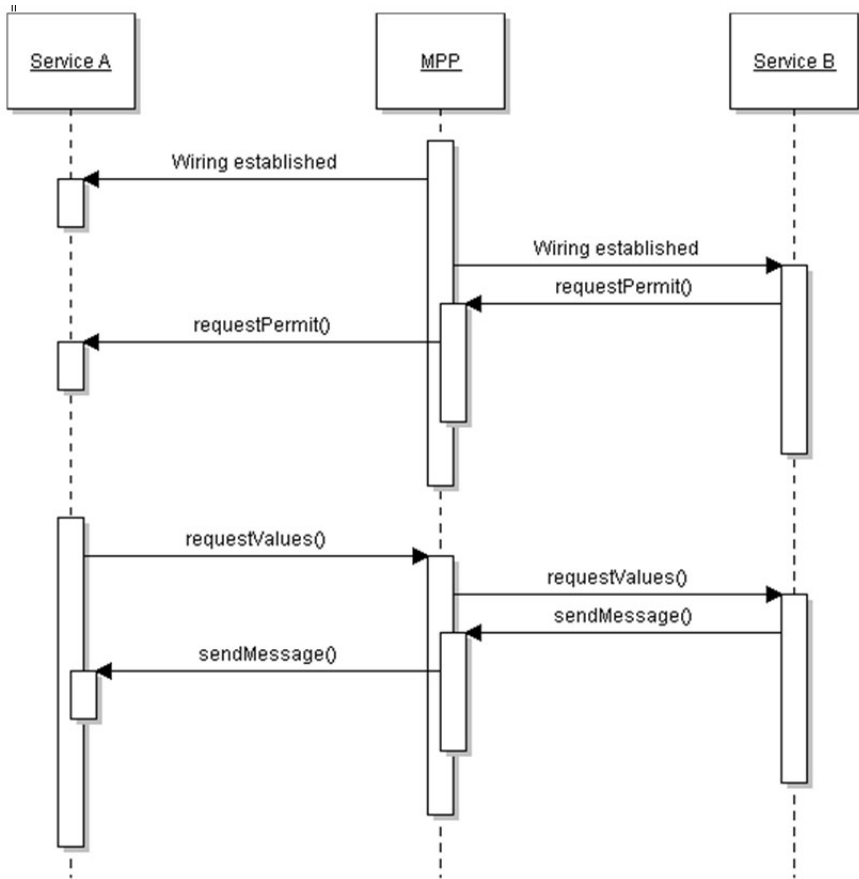 Service A
MPP
Service B
Wiring established
Wiring established
requestPermit()
requestPermit()
requestValues()
requestValues()
sendMessage()
sendMessage()